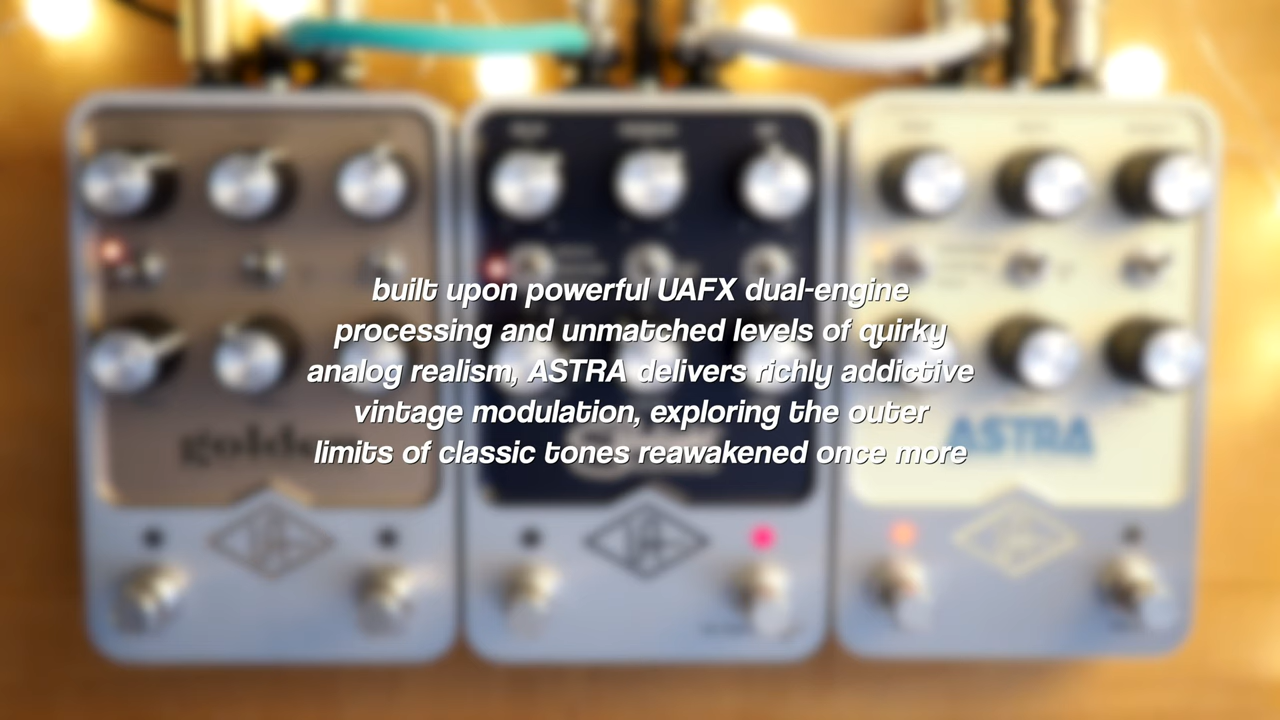 built upon powerful UAFX dual-engine
processing and unmatched levels of quirky
analog realism, ASTRA delivers richly addictive
vintage modulation, exploring the outer
limits of classic tones reawakened once more
ASTRA